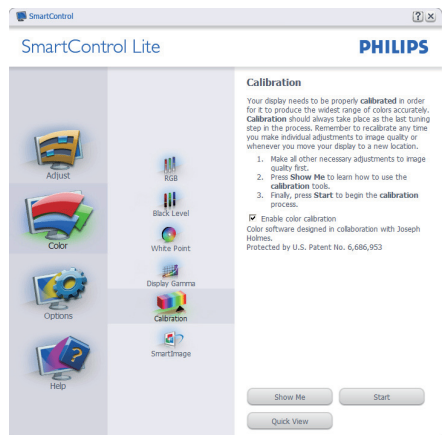 SmartControl
SmartControl Lite
PHILIPS
Adjust
Color
Options
Help
RGB
Black Level
White Point
Display Gamma
Calibration
SmartImage
Calibration
Your display needs to be properly calibrated in order
for it to produce the widest range of colors accurately.
Calibration should always take place as the last tuning
step in the process. Remember to recalibrate any time
you make individual adjustments to image quality or
whenever you move your display to a new location.
1. Make all other necessary adjustments to image
quality first.
2. Press Show Me to learn how to use the
calibration tools.
3. Finally, press Start to begin the calibration
process.
Enable color calibration
Color software designed in collaboration with Joseph
Holmes.
Protected by U.S. Patent No. 6,686,953
Show Me
Start
Quick View